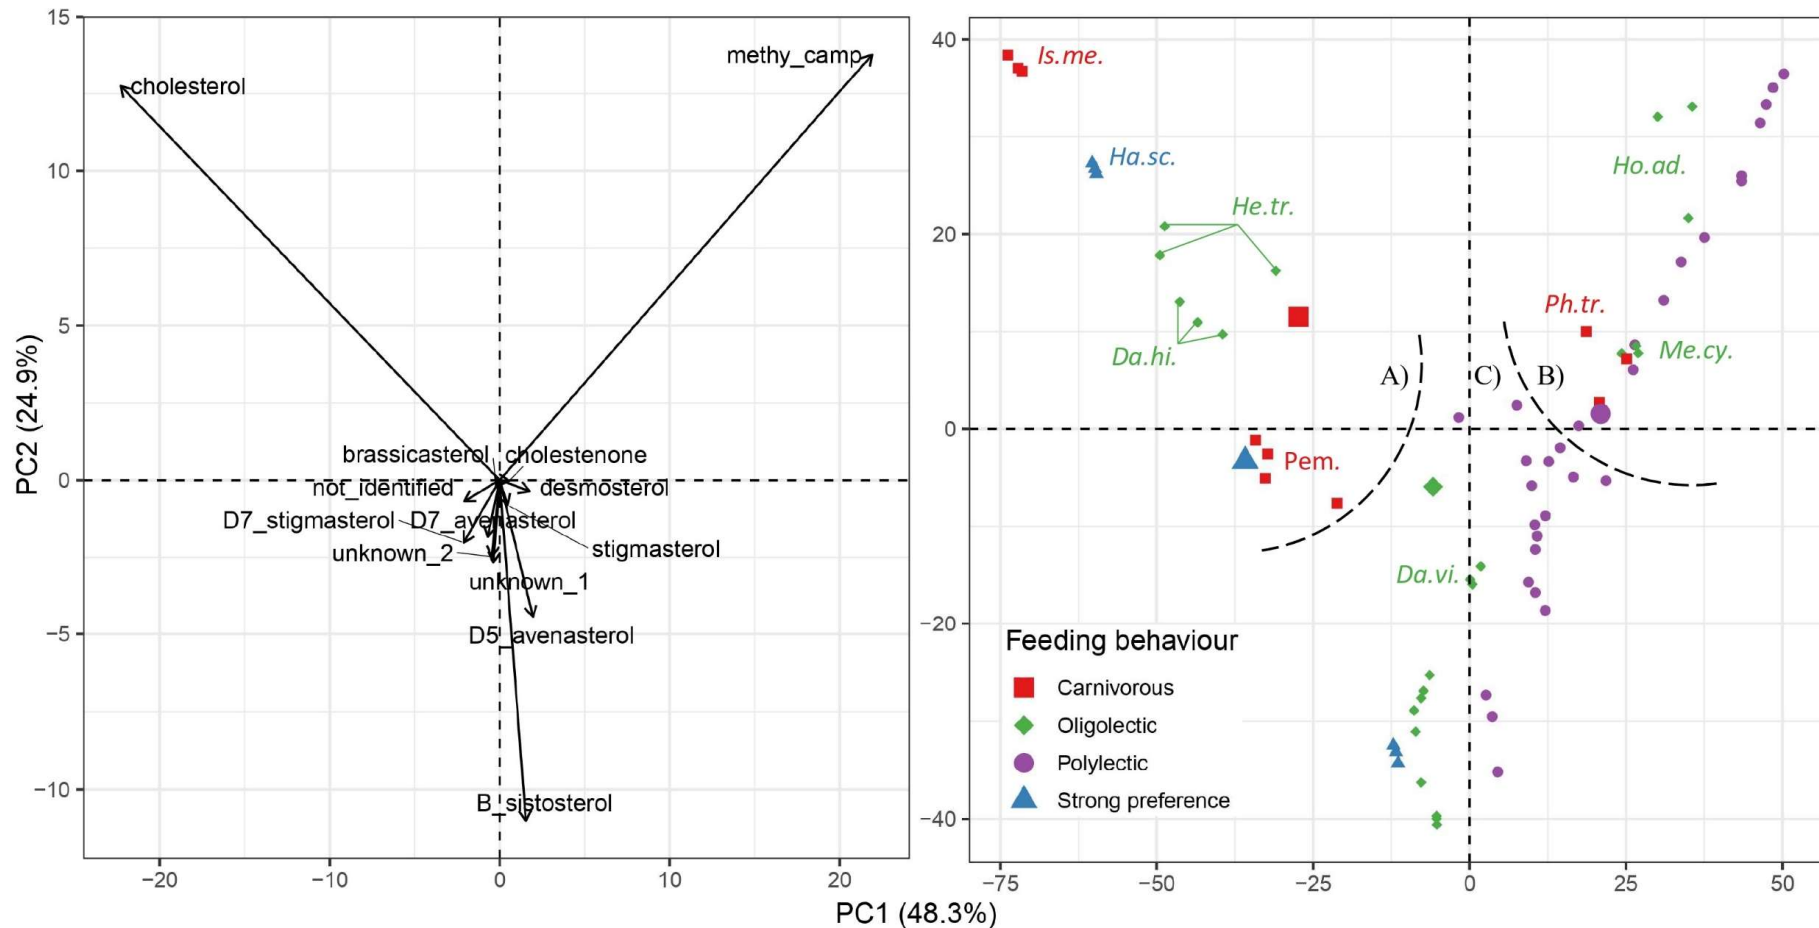 15
10
5
0
−5
−10
PC2 (24.9%)
methy_camp
cholesterol
brassicasterol
cholestenone
not_identified
desmosterol
D7_stigmasterol
D7_avenasterol
unknown_2
stigmasterol
unknown_1
D5_avenasterol
B_sistosterol
−20
−10
0
10
20
PC1 (48.3%)
40
20
0
−20
−40
Is.me.
Ha.sc.
Ho.ad.
He.tr.
Ph.tr.
Da.hi.
Me.cy.
A)
C)
B)
Pem.
Da.vi.
Feeding behaviour
Carnivorous
Oligolectic
Polylectic
Strong preference
−75
−50
−25
0
25
50